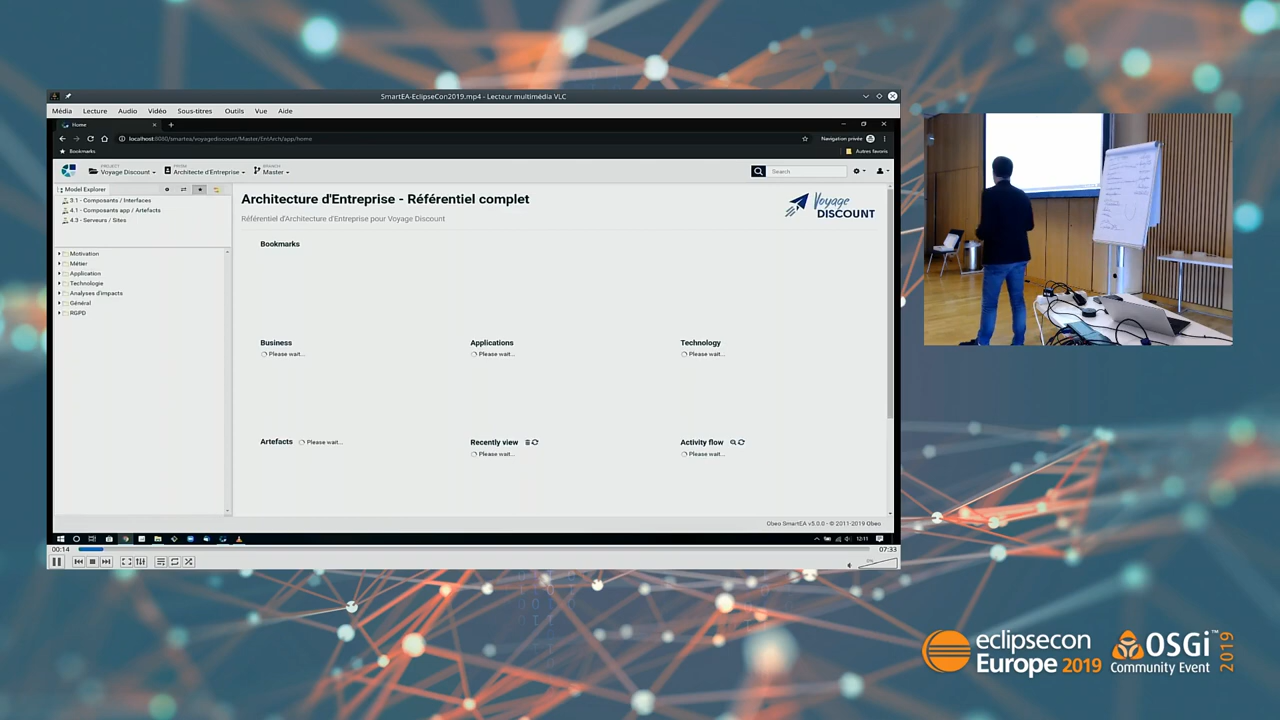 SmartEA-EclipseCon2019.mp4 - Lecteur multimédia VLC
Média Lecture Audio Vidéo Sous-titres Outils Vue Aide
Home
localhost:8080/smartea/voyagediscount/Master/EntArch/app/home
Navigation privée
Bookmarks
Autres favoris
PROJECT
Voyage Discount
Architecte d'Entreprise
BRANCH
Master
Search
Model Explorer
3.1 - Composants / Interfaces
4.1 - Composants app / Artefacts
4.3 - Serveurs / Sites
Motivation
Métier
Application
Technologie
Analyses d'impacts
Général
RGPD
Architecture d'Entreprise - Référentiel complet
Référentiel d'Architecture d'Entreprise pour Voyage Discount
Voyage
DISCOUNT
Bookmarks
Business Applications Technology
Please wait... Please wait... Please wait...
Artefacts Please wait... Recently view Activity flow
Please wait... Please wait...
Obeo SmartEA v5.0.0 - © 2011-2019 Obeo
12:11
00:14 07:33
eclipsecon
Europe 2019
OSGi™
Community Event
2019